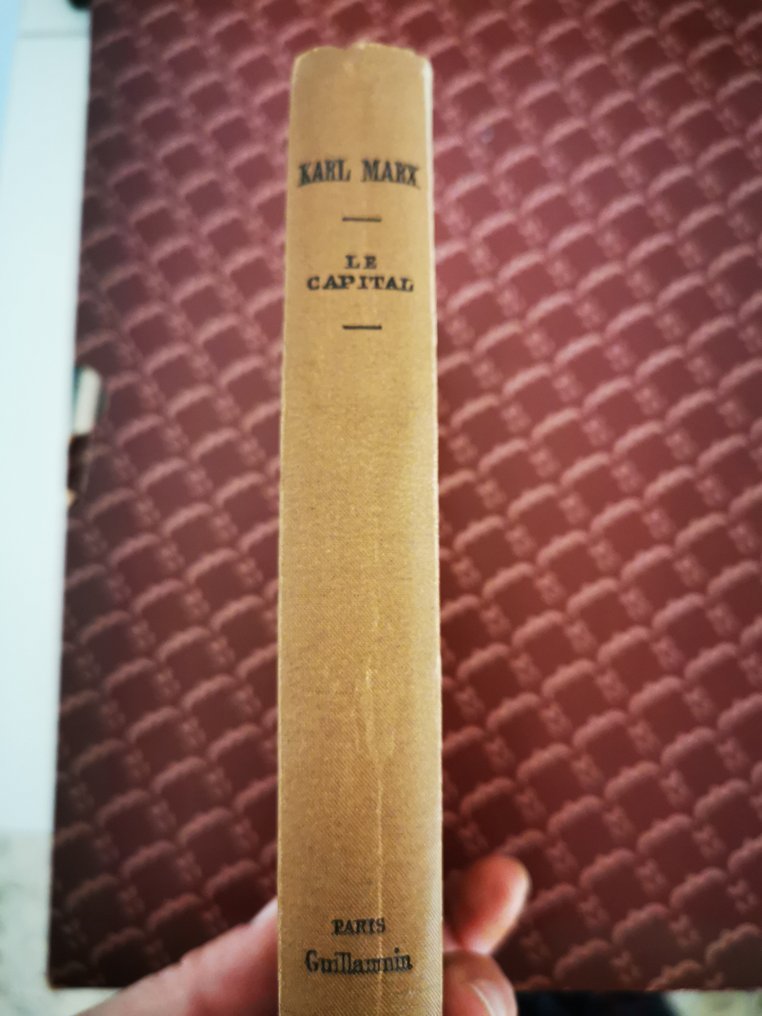 KARL MARX
LE
CAPITAL
PARIS
Guillaumin